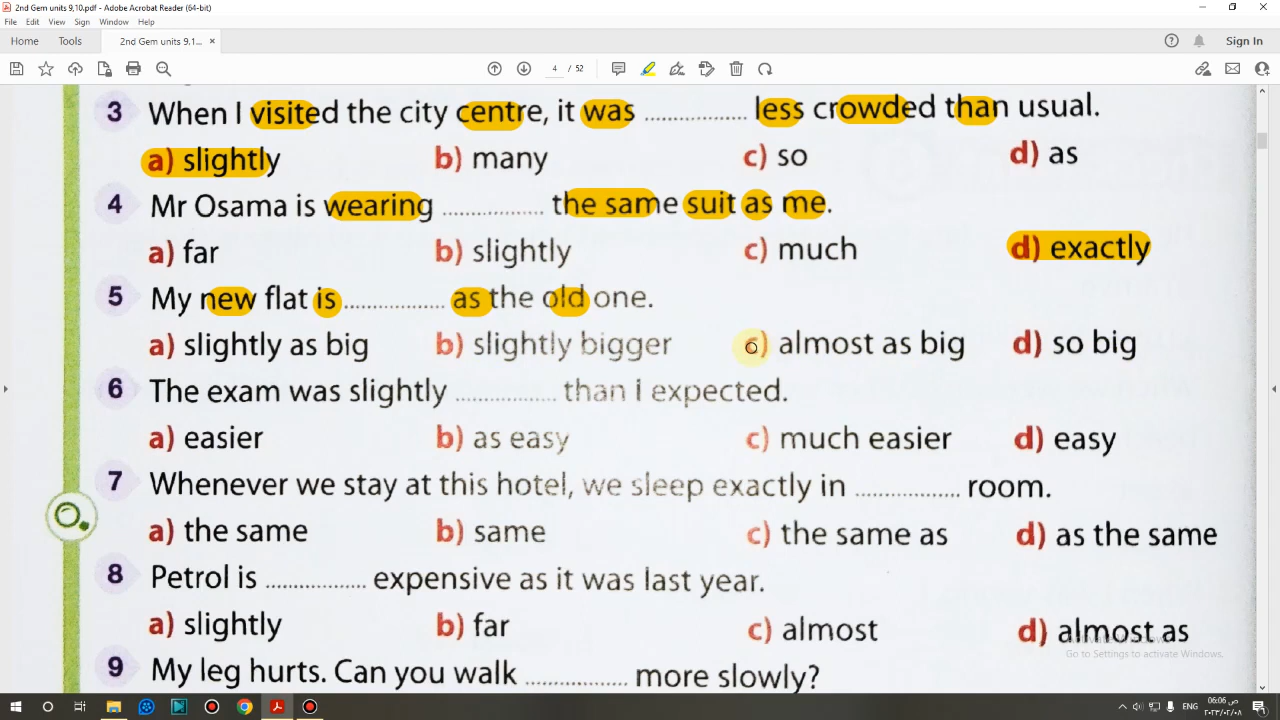 2nd Gem units 9,10.pdf - Adobe Acrobat Reader (64-bit)
File Edit View Sign Window Help
Home Tools 2nd Gem units 9,1... × Sign In
4 / 52
3 When I visited the city centre, it was .................. less crowded than usual.
a) slightly b) many c) so d) as
4 Mr Osama is wearing .................. the same suit as me.
a) far b) slightly c) much d) exactly
5 My new flat is .................. as the old one.
a) slightly as big b) slightly bigger c) almost as big d) so big
6 The exam was slightly .................. than I expected.
a) easier b) as easy c) much easier d) easy
7 Whenever we stay at this hotel, we sleep exactly in .................. room.
a) the same b) same c) the same as d) as the same
8 Petrol is .................. expensive as it was last year.
a) slightly b) far c) almost d) almost as
Activate Windows
Go to Settings to activate Windows.
9 My leg hurts. Can you walk .................. more slowly?
ENG 06:06 ص
٢٠٢٣/٠٢/٠٨